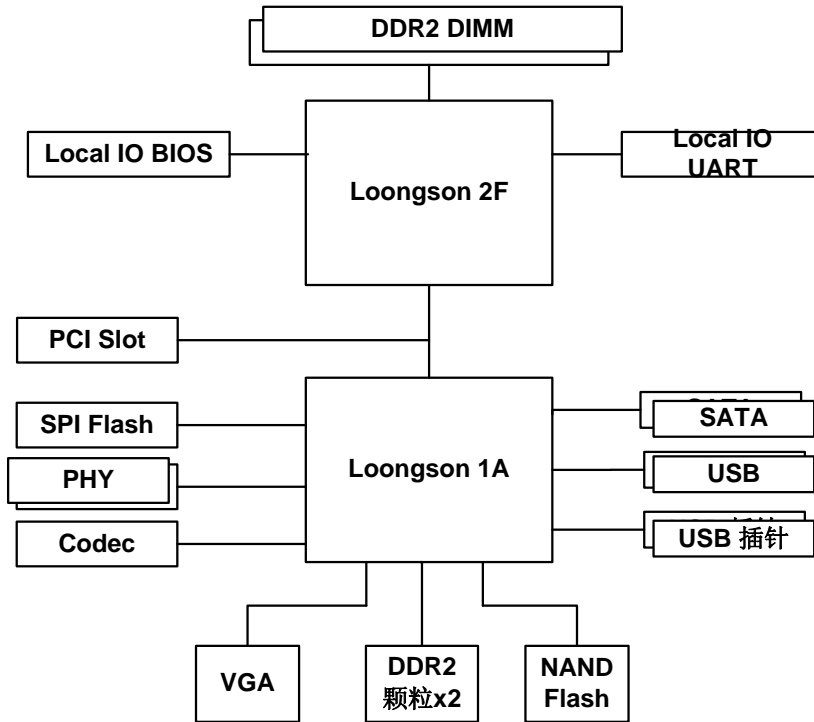 DDR2 DIMM
Local IO BIOS
Local IO
UART
Loongson 2F
PCI Slot
SPI Flash
SATA
PHY
Loongson 1A
USB
Codec
USB 插针
VGA
DDR2
颗粒x2
NAND
Flash